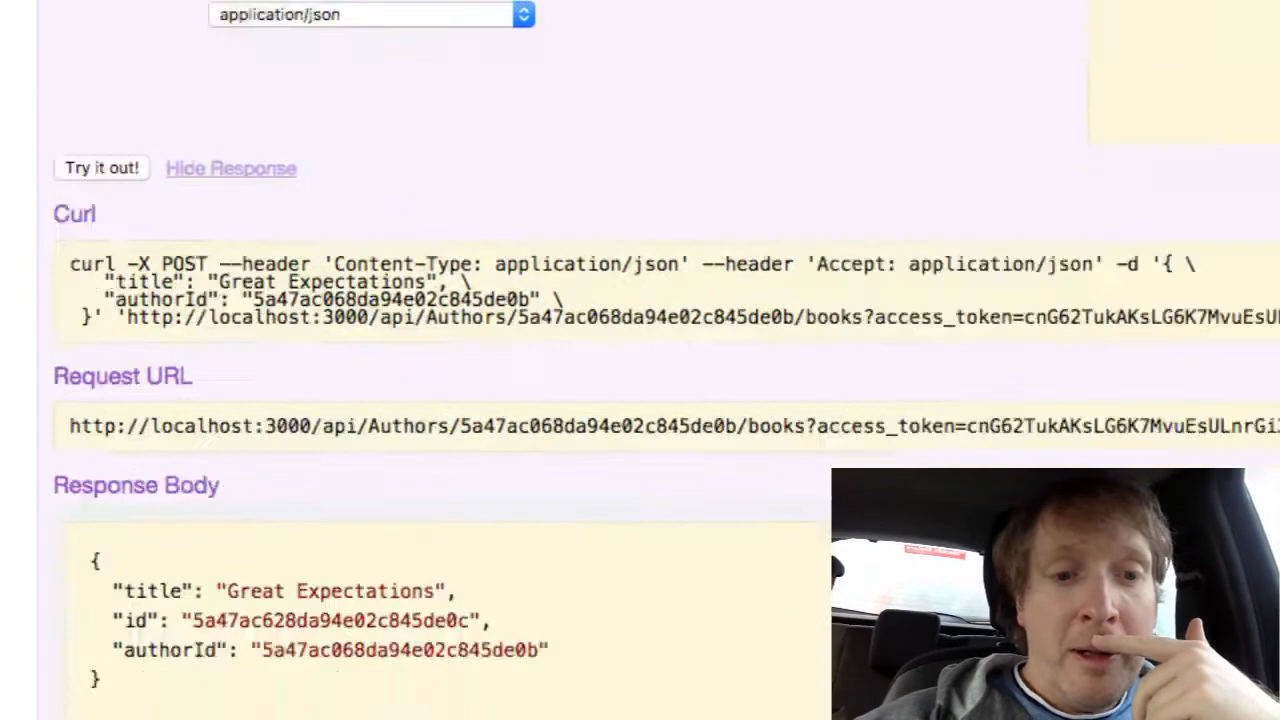 application/json
Try it out! Hide Response
Curl
curl -X POST --header 'Content-Type: application/json' --header 'Accept: application/json' -d '{ \
"title": "Great Expectations", \
"authorId": "5a47ac068da94e02c845de0b" \
}' 'http://localhost:3000/api/Authors/5a47ac068da94e02c845de0b/books?access_token=cnG62TukAKsLG6K7MvuEsU
Request URL
http://localhost:3000/api/Authors/5a47ac068da94e02c845de0b/books?access_token=cnG62TukAKsLG6K7MvuEsULnrGi
Response Body
{
"title": "Great Expectations",
"id": "5a47ac628da94e02c845de0c",
"authorId": "5a47ac068da94e02c845de0b"
}